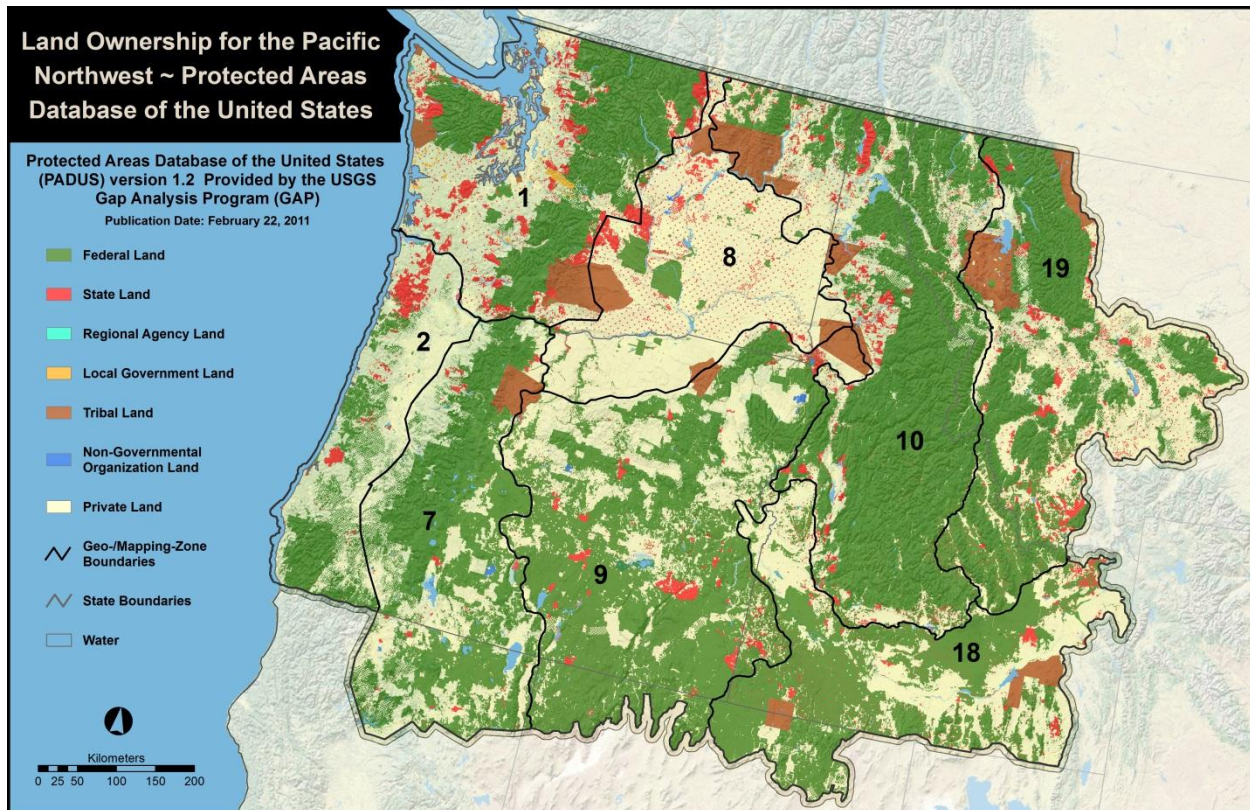 Land Ownership for the Pacific
Northwest ~ Protected Areas
Database of the United States
Protected Areas Database of the United States
(PADUS) version 1.2 Provided by the USGS
Gap Analysis Program (GAP)
Publication Date: February 22, 2011
Federal Land
State Land
Regional Agency Land
Local Government Land
Tribal Land
Non-Governmental
Organization Land
Private Land
Geo-/Mapping-Zone
Boundaries
State Boundaries
Water
Kilometers
0 25 50 100 150 200
1
8
19
2
10
7
9
18